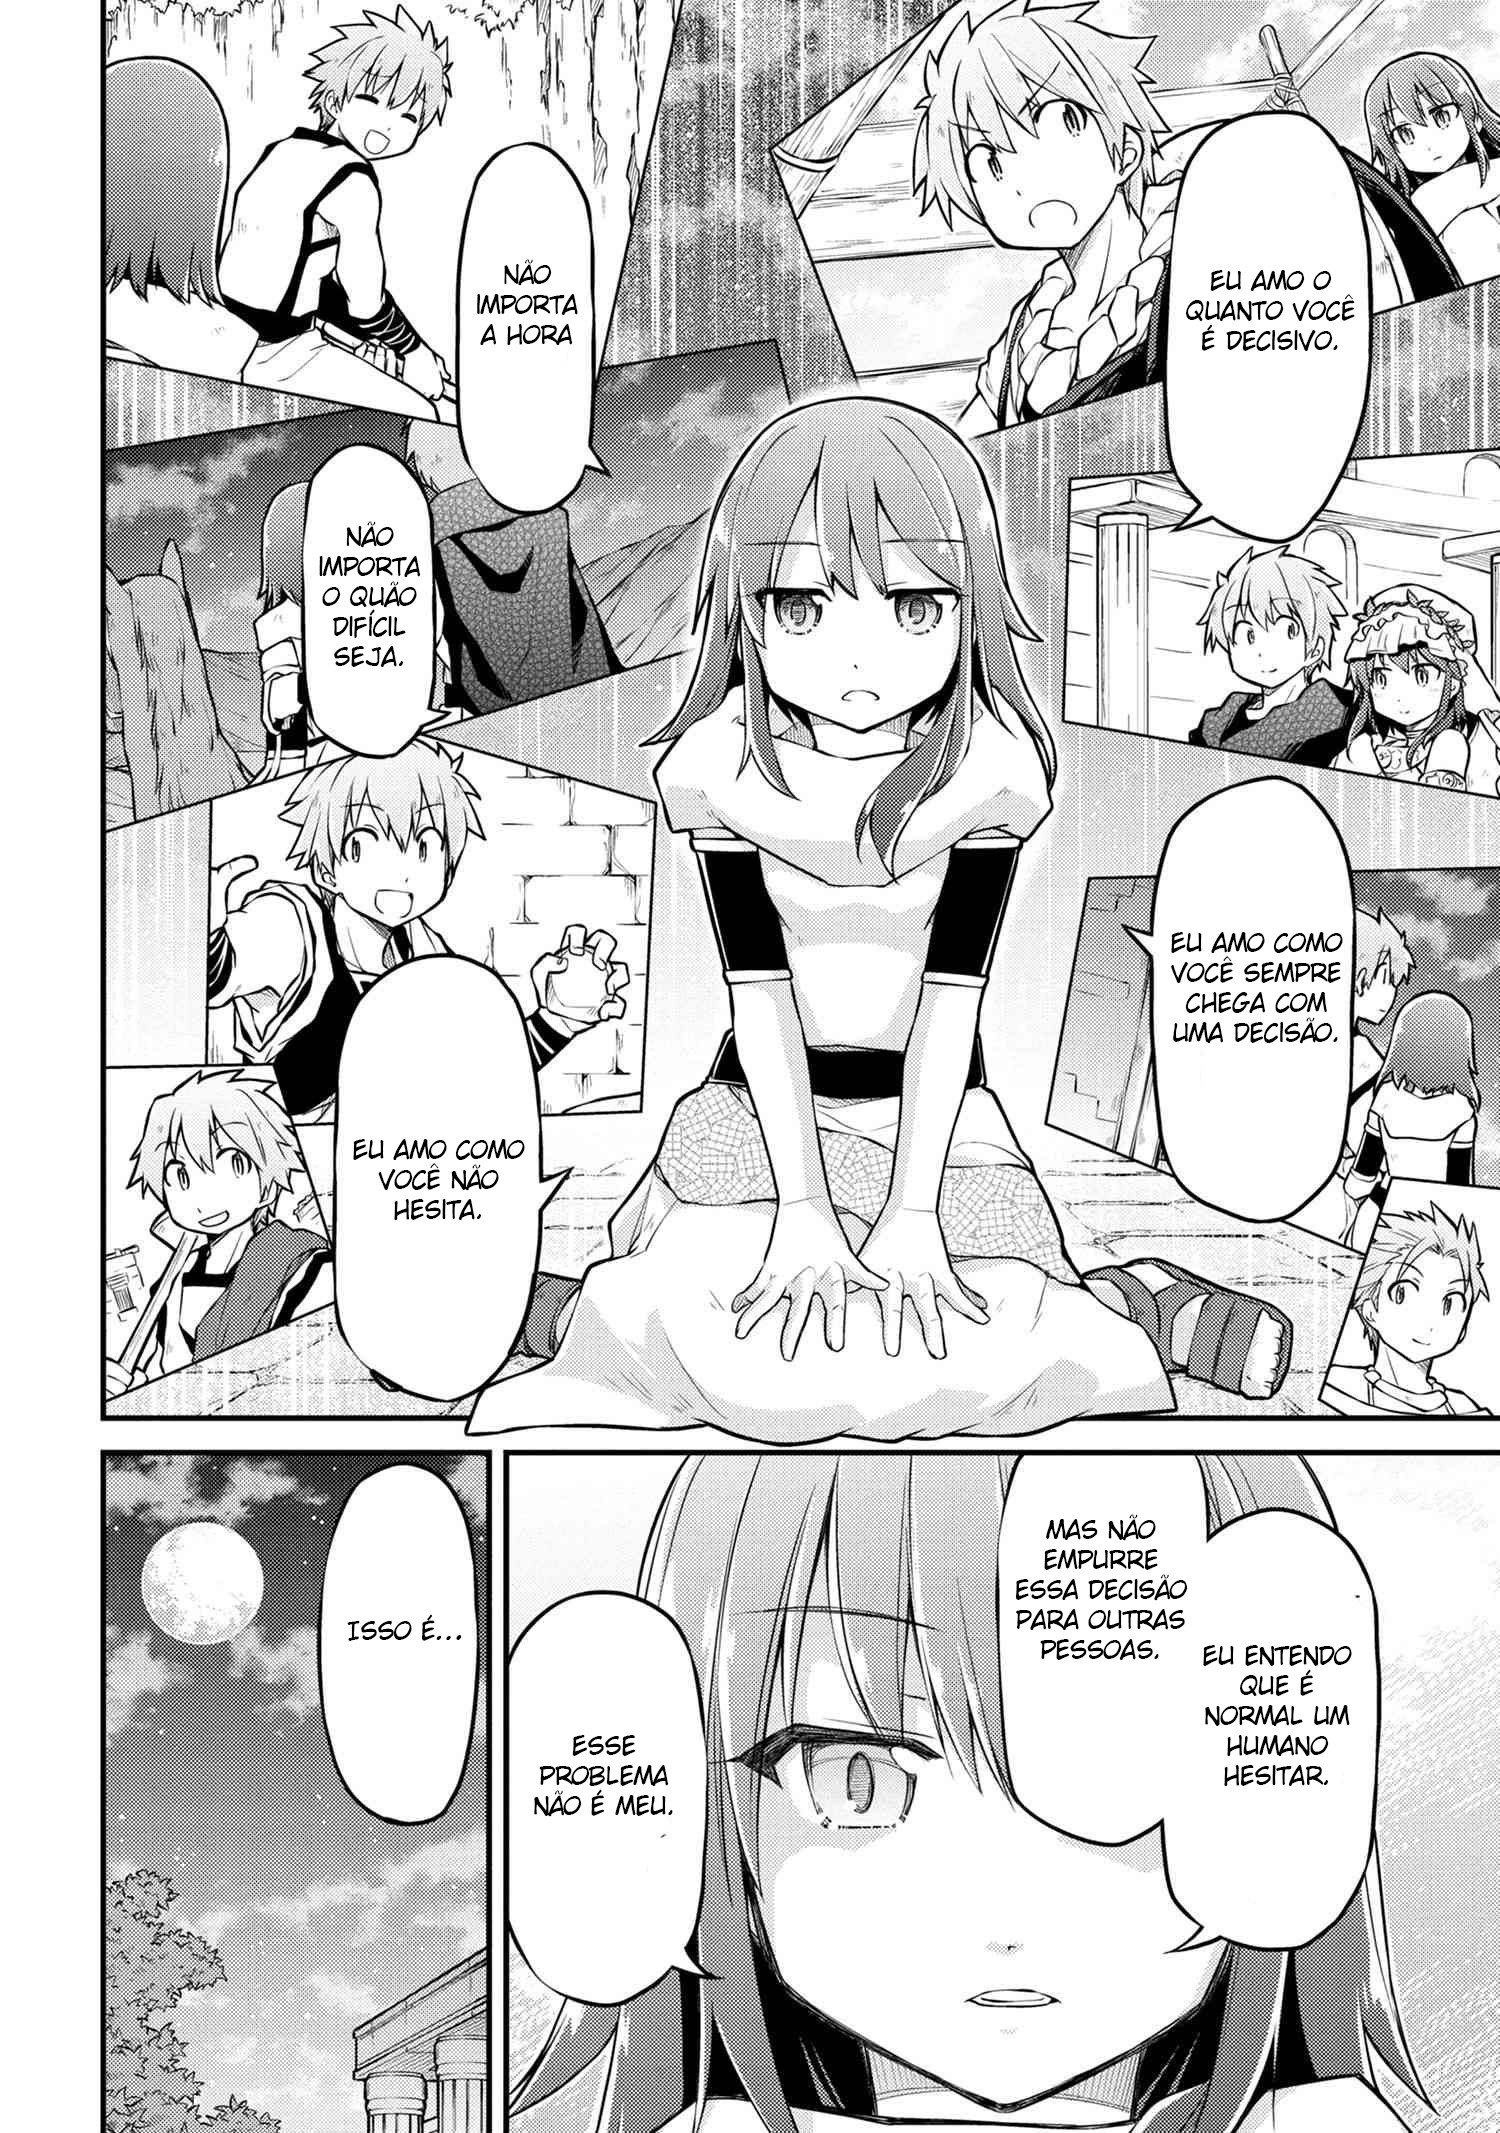 EU AMO O
QUANTO VOCÊ
É DECISIVO.
NÃO
IMPORTA
A HORA
NÃO
IMPORTA
O QUÃO
DIFÍCIL
SEJA.
EU AMO COMO
VOCÊ SEMPRE
CHEGA COM
UMA DECISÃO.
EU AMO COMO
VOCÊ NÃO
HESITA.
EU ENTENDO
QUE É
NORMAL UM
HUMANO
HESITAR.
MAS NÃO
EMPURRE
ESSA DECISÃO
PARA OUTRAS
PESSOAS.
ESSE
PROBLEMA
NÃO É MEU.
ISSO É...